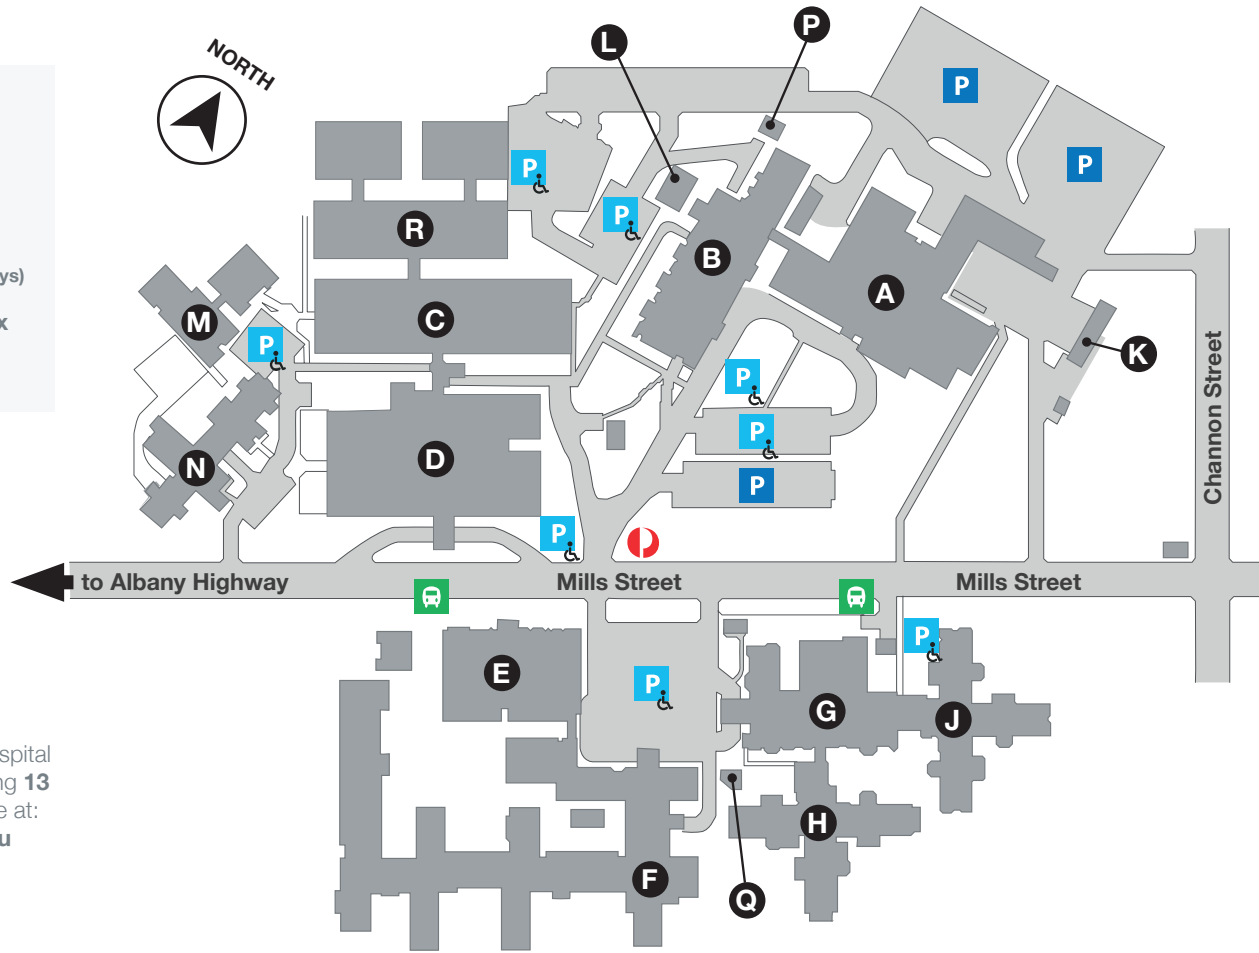 NORTH
L
P
P
P
P
P
R
B
A
M
C
P
K
P
P
D
N
P
P
Channon Street
ys)
x
to Albany Highway
Mills Street
Mills Street
P
E
P
G
J
spital
ng 13
e at:
u
Q
H
F